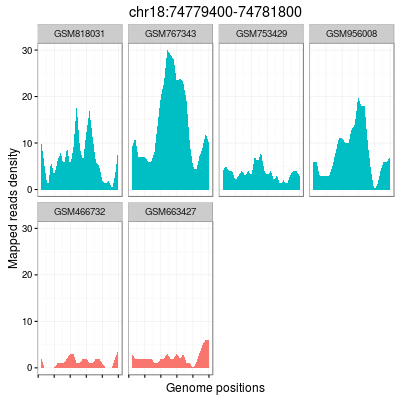 chr18:74779400-74781800
GSM818031 GSM767343 GSM753429 GSM956008
30
20
10
0
GSM466732 GSM663427
30
20
10
0
Mapped reads density
Genome positions